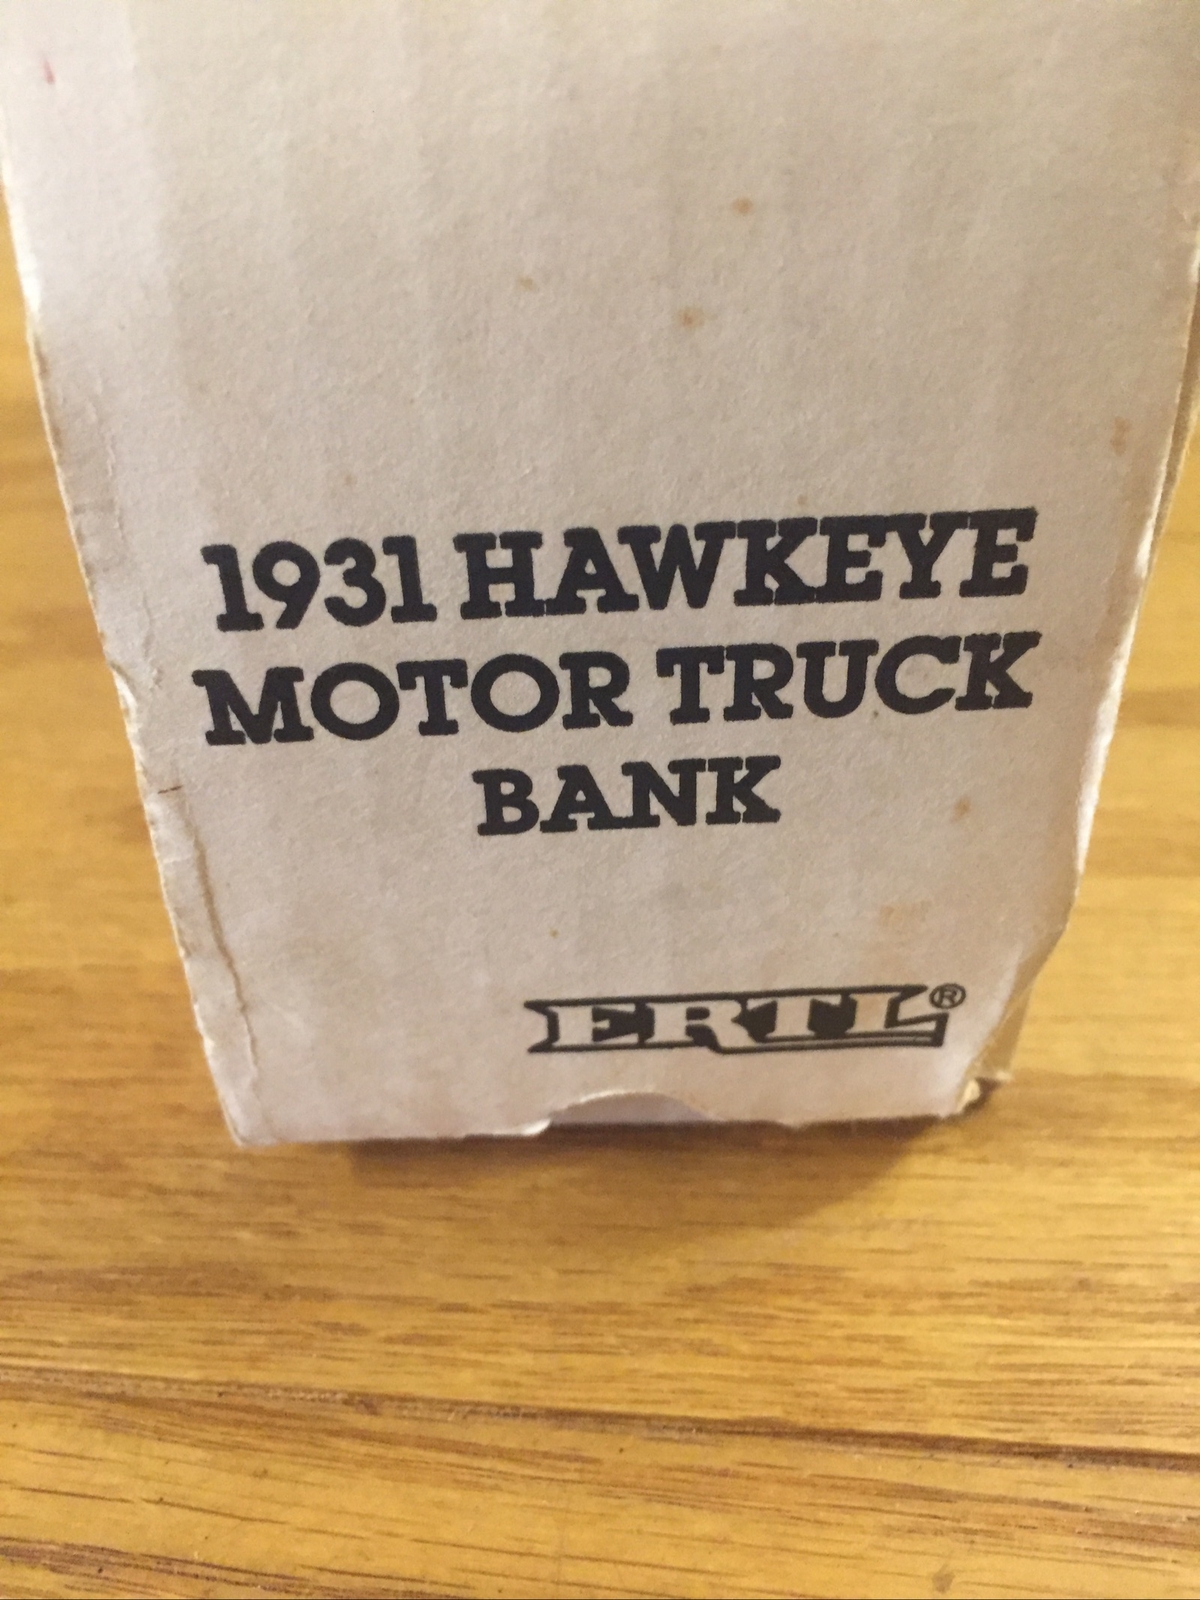 1931 HAWKEYE
MOTOR TRUCK
BANK
ERTL®